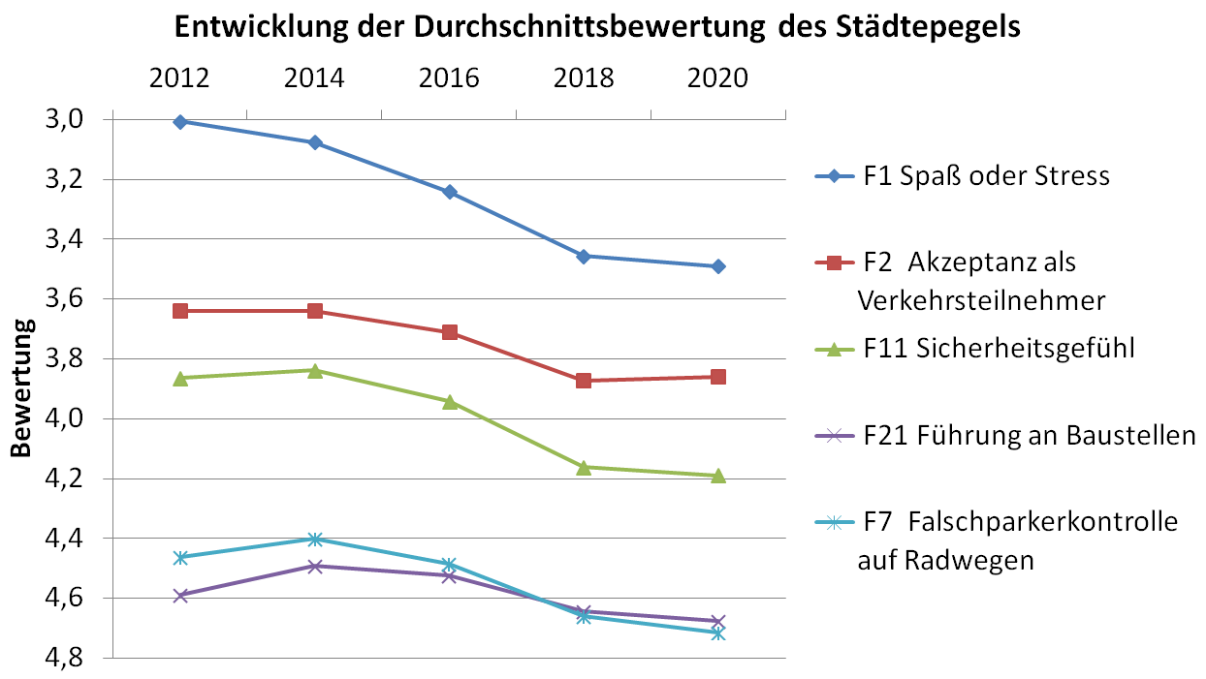 Entwicklung der Durchschnittsbewertung des Städtepegels
2012 2014 2016 2018 2020
Bewertung
3,0
3,2
3,4
3,6
3,8
4,0
4,2
4,4
4,6
4,8
F1 Spaß oder Stress
F2 Akzeptanz als
Verkehrsteilnehmer
F11 Sicherheitsgefühl
F21 Führung an Baustellen
F7 Falschparkerkontrolle
auf Radwegen